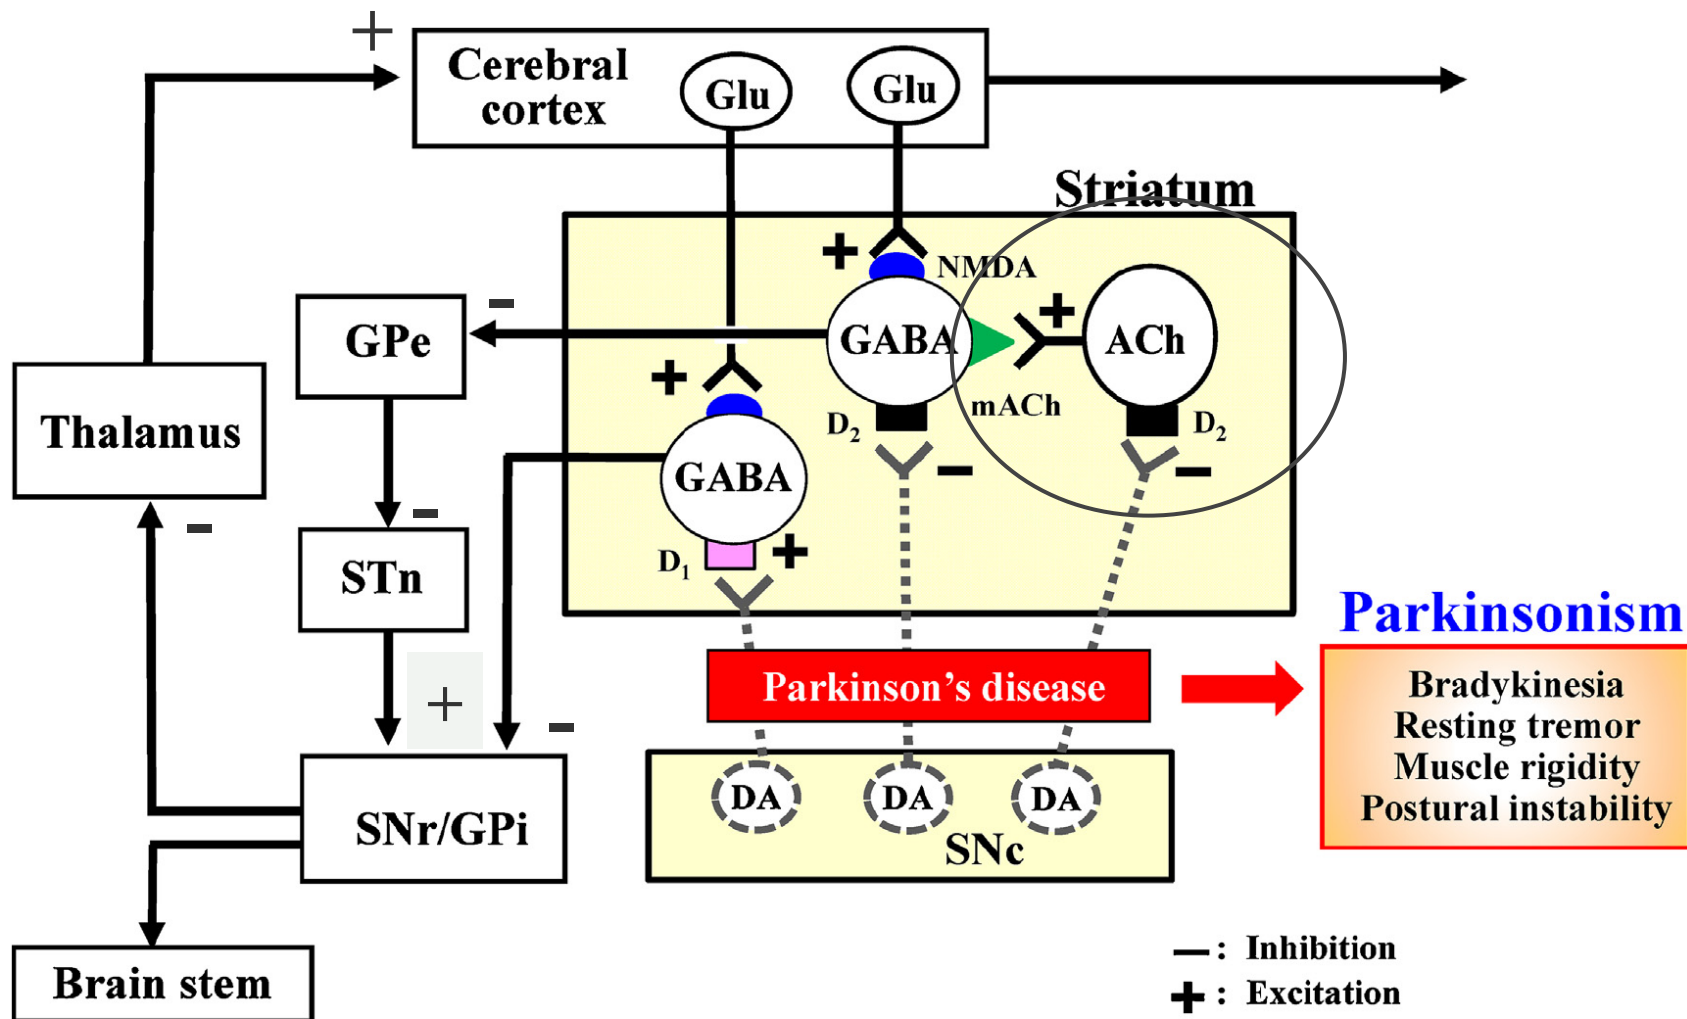 +
Cerebral
cortex
Glu
Glu
Striatum
+
NMDA
-
GPe
GABA
+
ACh
+
mACh
D2
D2
Thalamus
-
-
GABA
-
-
STn
D1
+
Parkinsonism
Parkinson's disease
Bradykinesia
Resting tremor
Muscle rigidity
Postural instability
+
-
SNr/GPi
DA
DA
DA
SNc
Brain stem
− : Inhibition
+ : Excitation